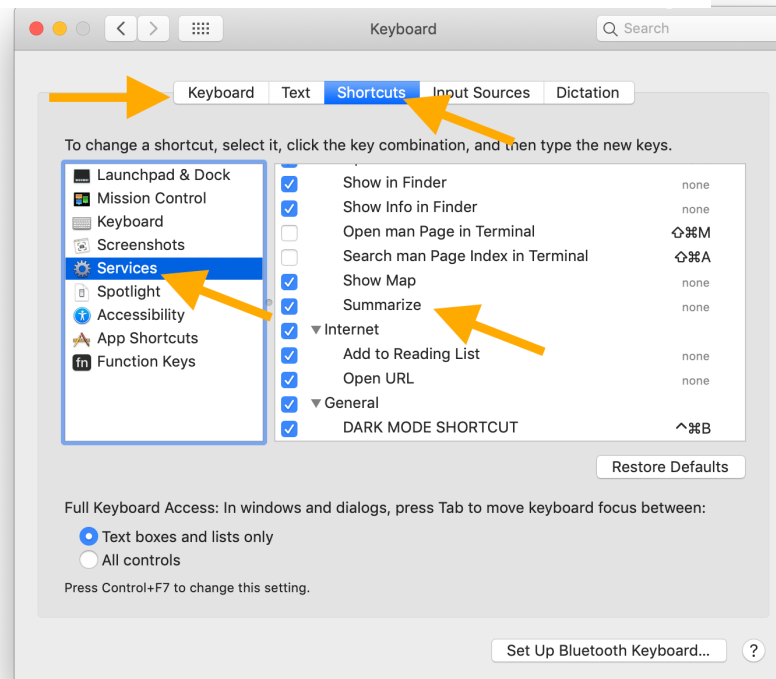 Keyboard
Search
Keyboard Text Shortcuts Input Sources Dictation
To change a shortcut, select it, click the key combination, and then type the new keys.
Launchpad & Dock
Mission Control
Keyboard
Screenshots
Services
Spotlight
Accessibility
App Shortcuts
fn Function Keys
Show in Finder none
Show Info in Finder none
Open man Page in Terminal ⇧⌘M
Search man Page Index in Terminal ⇧⌘A
Show Map none
Summarize none
Internet
Add to Reading List none
Open URL none
General
DARK MODE SHORTCUT ^⌘B
Restore Defaults
Full Keyboard Access: In windows and dialogs, press Tab to move keyboard focus between:
Text boxes and lists only
All controls
Press Control+F7 to change this setting.
Set Up Bluetooth Keyboard... ?